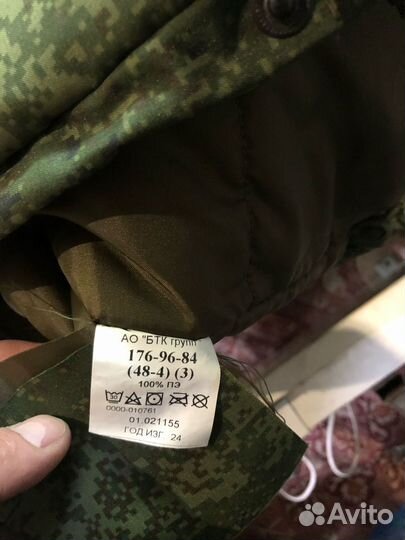 АО "БТК групп"
176-96-84
(48-4) (3)
100% ПЭ
0000-010761
01.021155
ГОД ИЗГ. 24
Avito